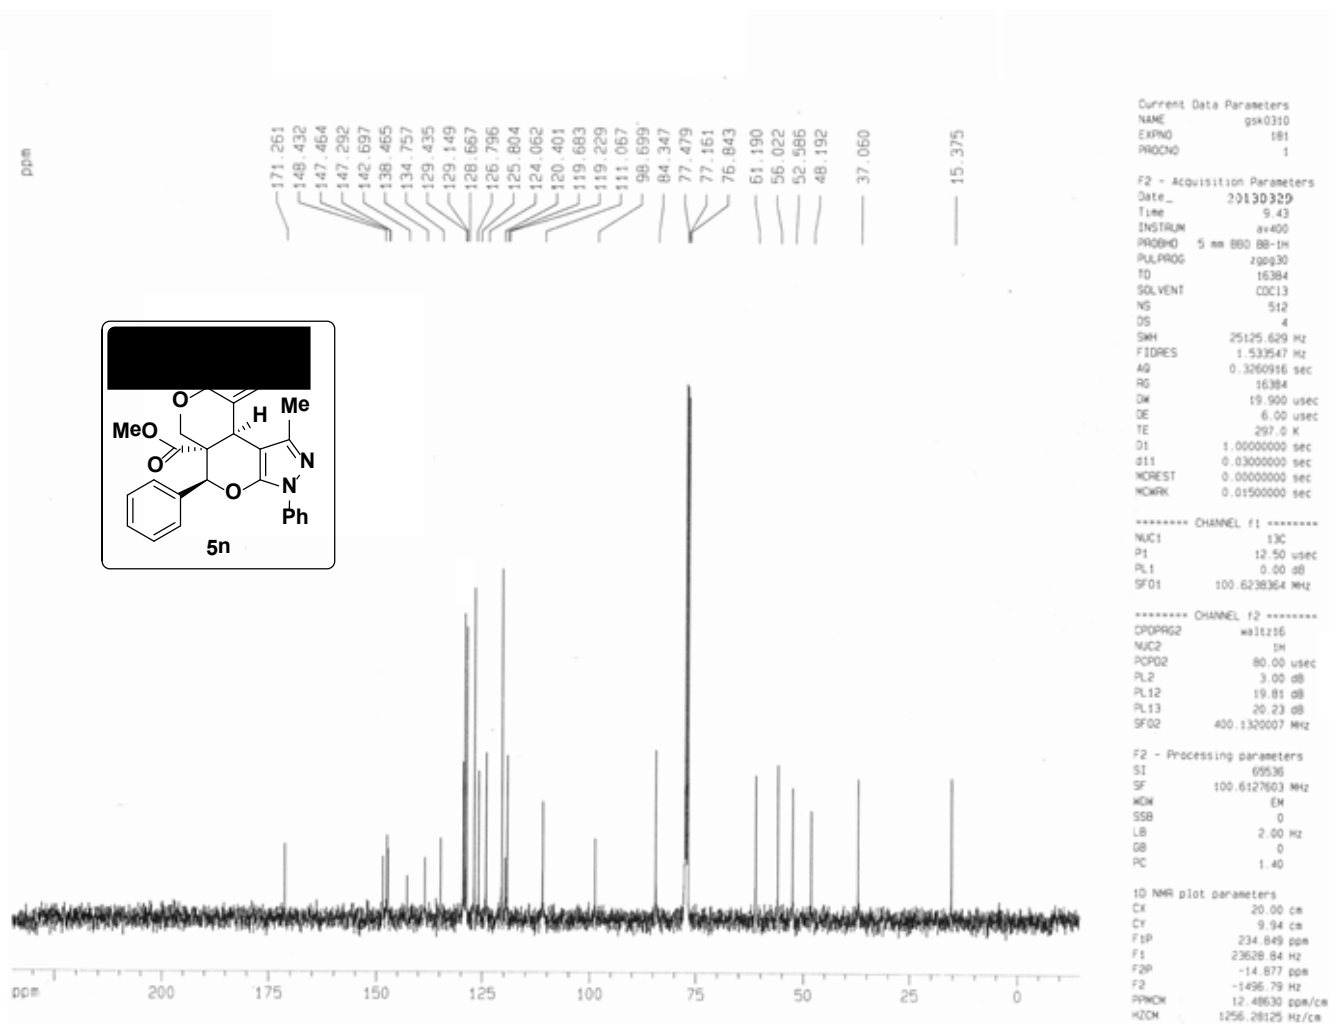 ppm
171.261
148.432
147.464
147.292
142.697
138.465
134.757
129.435
129.149
128.667
126.796
125.804
124.062
120.401
119.683
119.229
111.067
98.699
84.347
77.479
77.161
76.843
61.190
56.022
52.586
48.192
37.060
15.375
O
H
Me
MeO
O
N
N
O
Ph
5n
ppm 200 175 150 125 100 75 50 25 0
Current Data Parameters
NAME gsk0310
EXPNO 181
PROCNO 1
F2 - Acquisition Parameters
Date_ 20130329
Time 9.43
INSTRUM av400
PROBHD 5 mm BBO BB-1H
PULPROG zgpg30
TD 16384
SOLVENT CDCl3
NS 512
DS 4
SWH 25125.629 Hz
FIDRES 1.533547 Hz
AQ 0.3260916 sec
RG 16384
DW 19.900 usec
DE 6.00 usec
TE 297.0 K
D1 1.00000000 sec
d11 0.03000000 sec
MCREST 0.00000000 sec
MCWRK 0.01500000 sec
======== CHANNEL f1 ========
NUC1 13C
P1 12.50 usec
PL1 0.00 dB
SFO1 100.6238364 MHz
======== CHANNEL f2 ========
CPDPRG2 waltz16
NUC2 1H
PCPD2 80.00 usec
PL2 3.00 dB
PL12 19.81 dB
PL13 20.23 dB
SFO2 400.1320007 MHz
F2 - Processing parameters
SI 65536
SF 100.6127603 MHz
WDW EM
SSB 0
LB 2.00 Hz
GB 0
PC 1.40
1D NMR plot parameters
CX 20.00 cm
CY 9.94 cm
F1P 234.849 ppm
F1 23628.84 Hz
F2P -14.877 ppm
F2 -1496.79 Hz
PPMCM 12.48630 ppm/cm
HZCM 1256.28125 Hz/cm